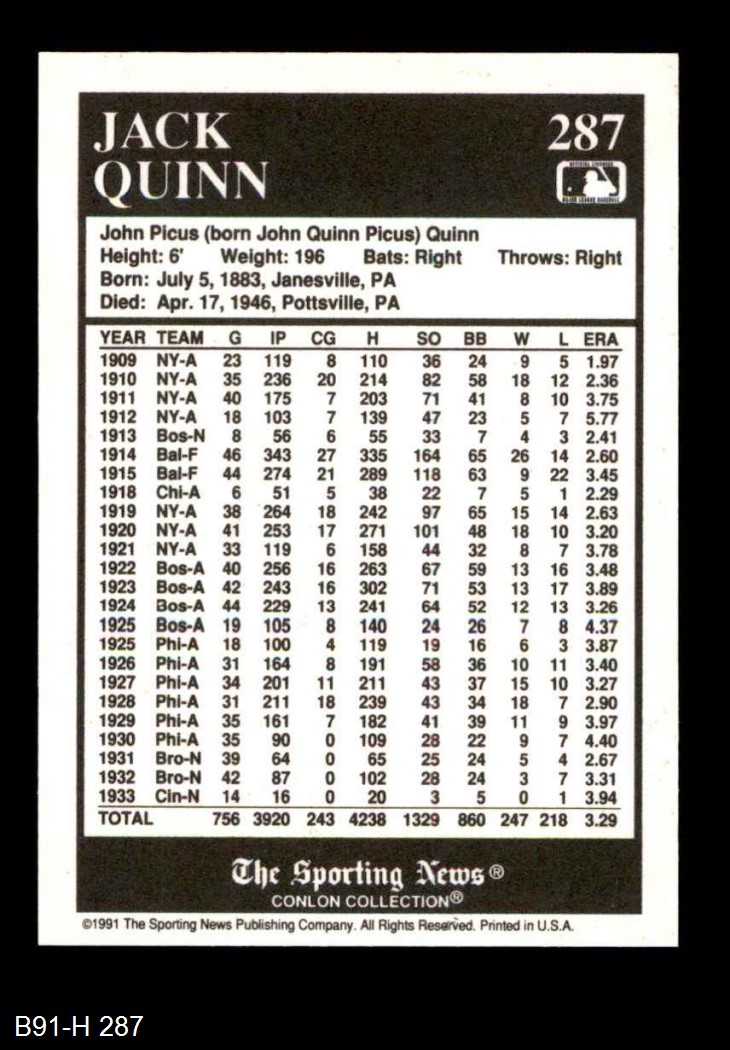 JACK
QUINN
287
John Picus (born John Quinn Picus) Quinn
Height: 6' Weight: 196 Bats: Right Throws: Right
Born: July 5, 1883, Janesville, PA
Died: Apr. 17, 1946, Pottsville, PA
YEAR TEAM G IP CG H SO BB W L ERA
1909 NY-A 23 119 8 110 36 24 9 5 1.97
1910 NY-A 35 236 20 214 82 58 18 12 2.36
1911 NY-A 40 175 7 203 71 41 8 10 3.75
1912 NY-A 18 103 7 139 47 23 5 7 5.77
1913 Bos-N 8 56 6 55 33 7 4 3 2.41
1914 Bal-F 46 343 27 335 164 65 26 14 2.60
1915 Bal-F 44 274 21 289 118 63 9 22 3.45
1918 Chi-A 6 51 5 38 22 7 5 1 2.29
1919 NY-A 38 264 18 242 97 65 15 14 2.63
1920 NY-A 41 253 17 271 101 48 18 10 3.20
1921 NY-A 33 119 6 158 44 32 8 7 3.78
1922 Bos-A 40 256 16 263 67 59 13 16 3.48
1923 Bos-A 42 243 16 302 71 53 13 17 3.89
1924 Bos-A 44 229 13 241 64 52 12 13 3.26
1925 Bos-A 19 105 8 140 24 26 7 8 4.37
1925 Phi-A 18 100 4 119 19 16 6 3 3.87
1926 Phi-A 31 164 8 191 58 36 10 11 3.40
1927 Phi-A 34 201 11 211 43 37 15 10 3.27
1928 Phi-A 31 211 18 239 43 34 18 7 2.90
1929 Phi-A 35 161 7 182 41 39 11 9 3.97
1930 Phi-A 35 90 0 109 28 22 9 7 4.40
1931 Bro-N 39 64 0 65 25 24 5 4 2.67
1932 Bro-N 42 87 0 102 28 24 3 7 3.31
1933 Cin-N 14 16 0 20 3 5 0 1 3.94
TOTAL 756 3920 243 4238 1329 860 247 218 3.29
The Sporting News®
CONLON COLLECTION®
©1991 The Sporting News Publishing Company. All Rights Reserved. Printed in U.S.A.
B91-H 287